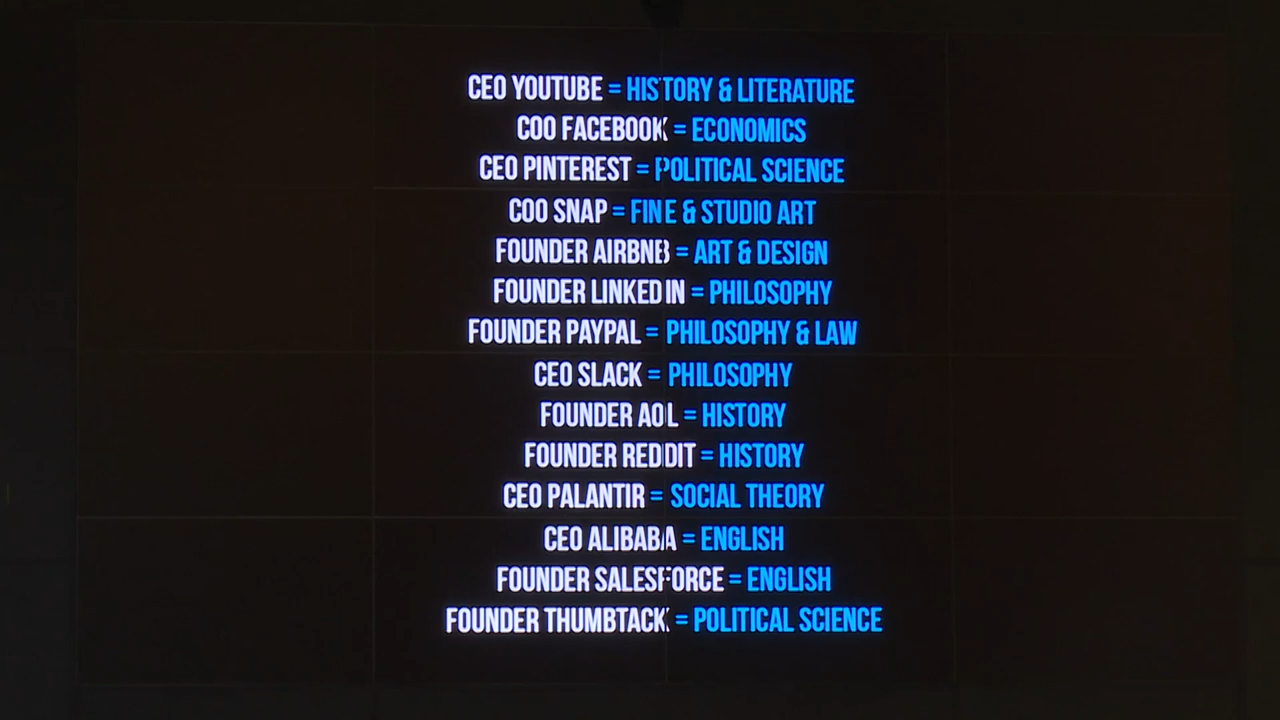 CEO YOUTUBE = HISTORY & LITERATURE
COO FACEBOOK = ECONOMICS
CEO PINTEREST = POLITICAL SCIENCE
COO SNAP = FINE & STUDIO ART
FOUNDER AIRBNB = ART & DESIGN
FOUNDER LINKEDIN = PHILOSOPHY
FOUNDER PAYPAL = PHILOSOPHY & LAW
CEO SLACK = PHILOSOPHY
FOUNDER AOL = HISTORY
FOUNDER REDDIT = HISTORY
CEO PALANTIR = SOCIAL THEORY
CEO ALIBABA = ENGLISH
FOUNDER SALESFORCE = ENGLISH
FOUNDER THUMBTACK = POLITICAL SCIENCE